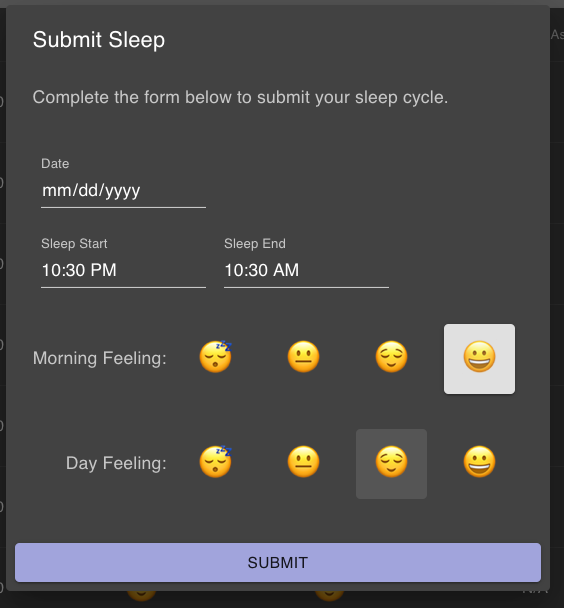 Submit Sleep
Complete the form below to submit your sleep cycle.
Date
mm/dd/yyyy
Sleep Start Sleep End
10:30 PM 10:30 AM
Morning Feeling:
Day Feeling:
SUBMIT